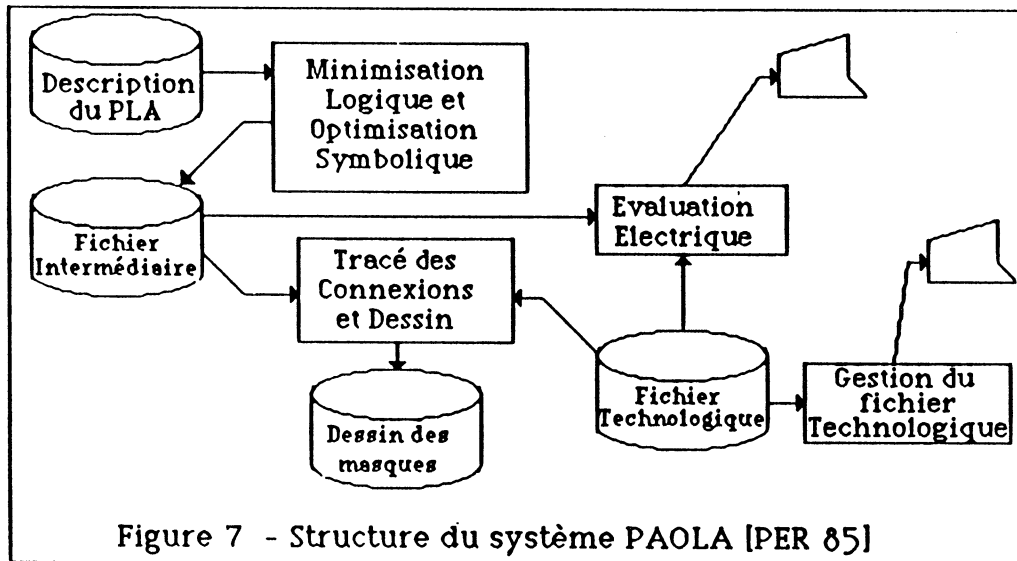 Description
du PLA
Minimisation
Logique et
Optimisation
Symbolique
Fichier
Intermédiaire
Tracé des
Connexions
et Dessin
Evaluation
Electrique
Dessin des
masques
Fichier
Technologique
Gestion du
fichier
Technologique
Figure 7 - Structure du système PAOLA [PER 85]